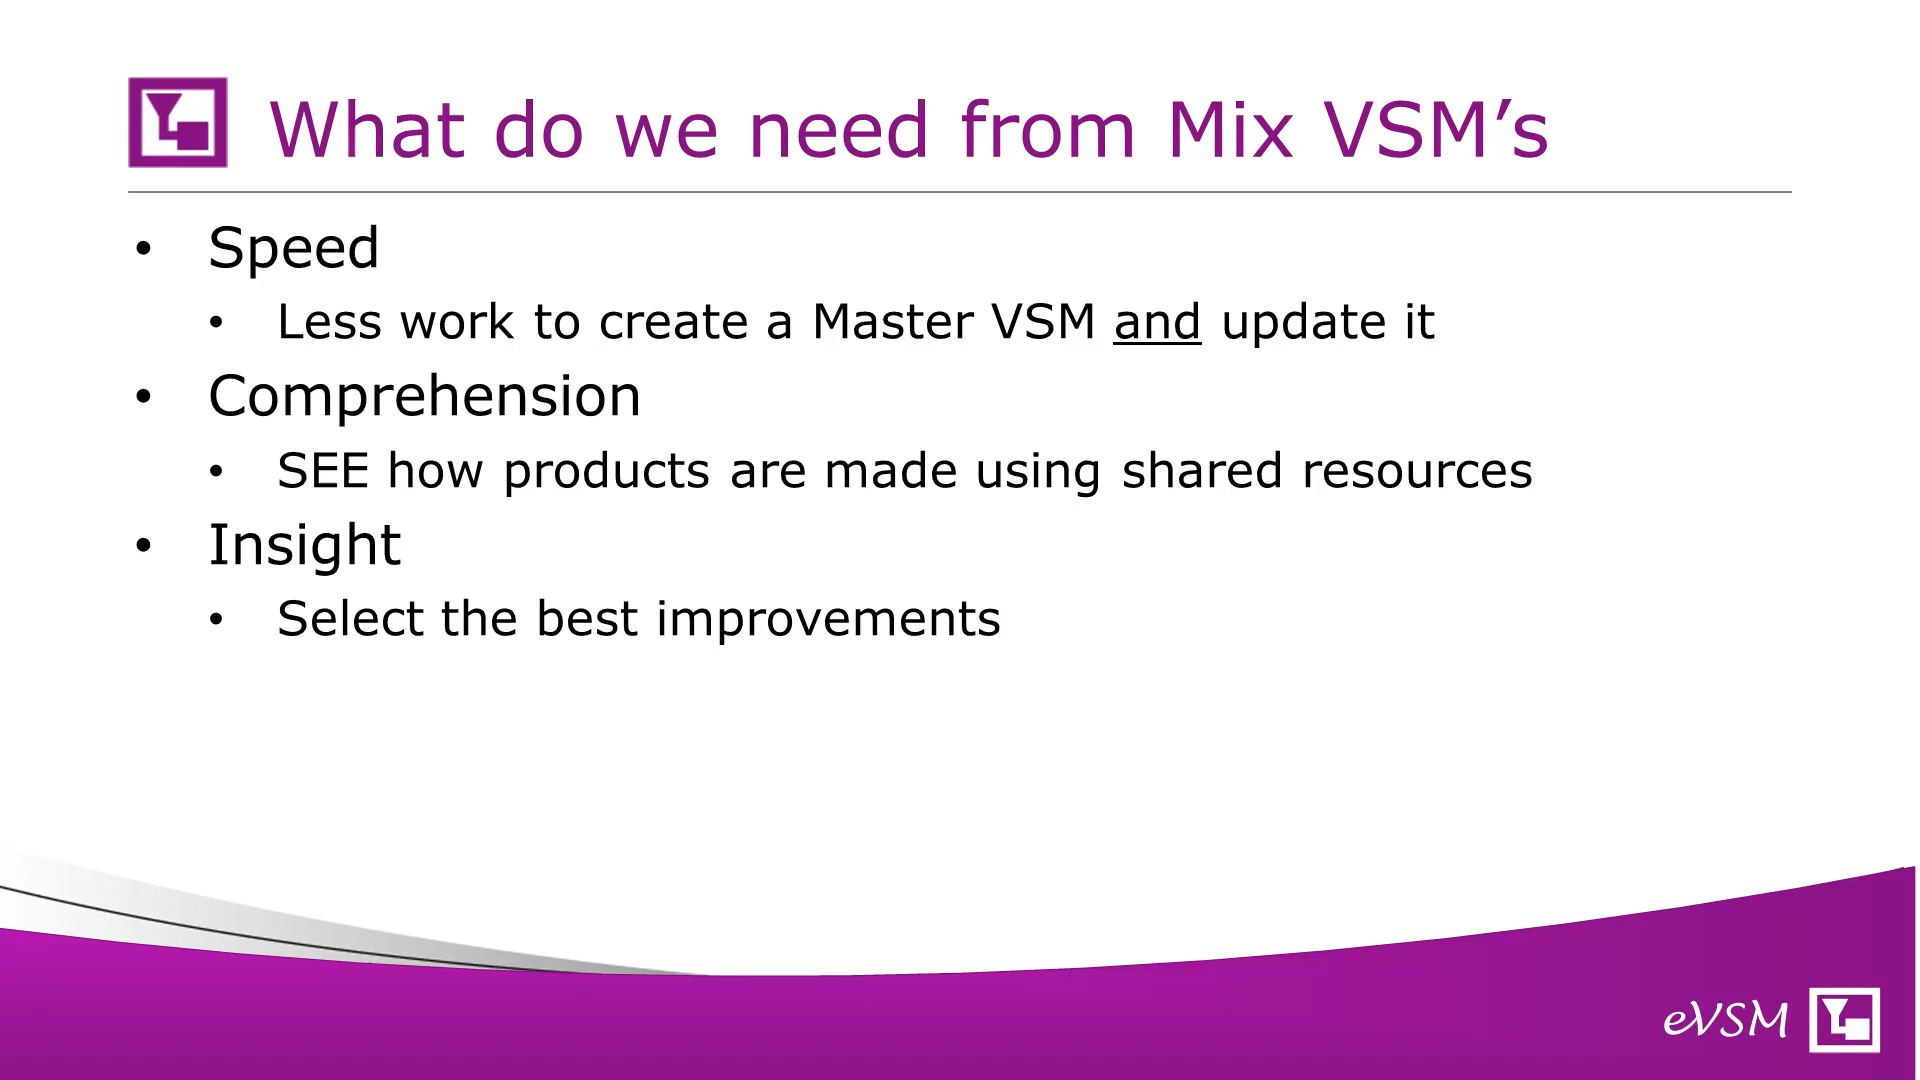 What do we need from Mix VSM’s
• Speed
• Less work to create a Master VSM and update it
• Comprehension
• SEE how products are made using shared resources
• Insight
• Select the best improvements
eVSM